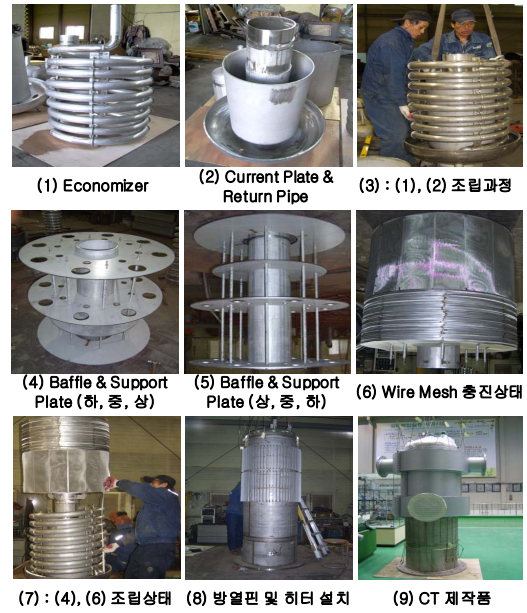 (1) Economizer
(2) Current Plate &
Return Pipe
(3) : (1), (2) 조립과정
(4) Baffle & Support
Plate (하, 중, 상)
(5) Baffle & Support
Plate (상, 중, 하)
(6) Wire Mesh 충진상태
(7) : (4), (6) 조립상태
(8) 방열핀 및 히터 설치
(9) CT 제작품